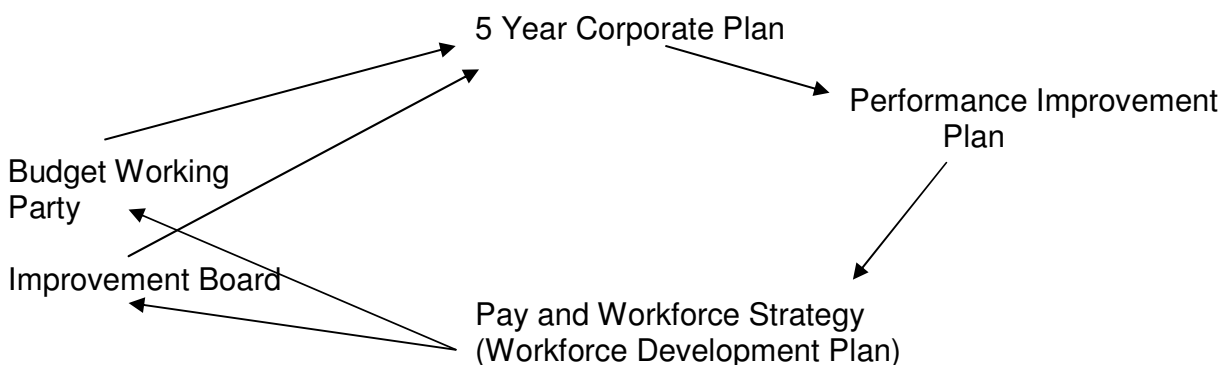 5 Year Corporate Plan
Performance Improvement
Plan
Budget Working
Party
Improvement Board
Pay and Workforce Strategy
(Workforce Development Plan)